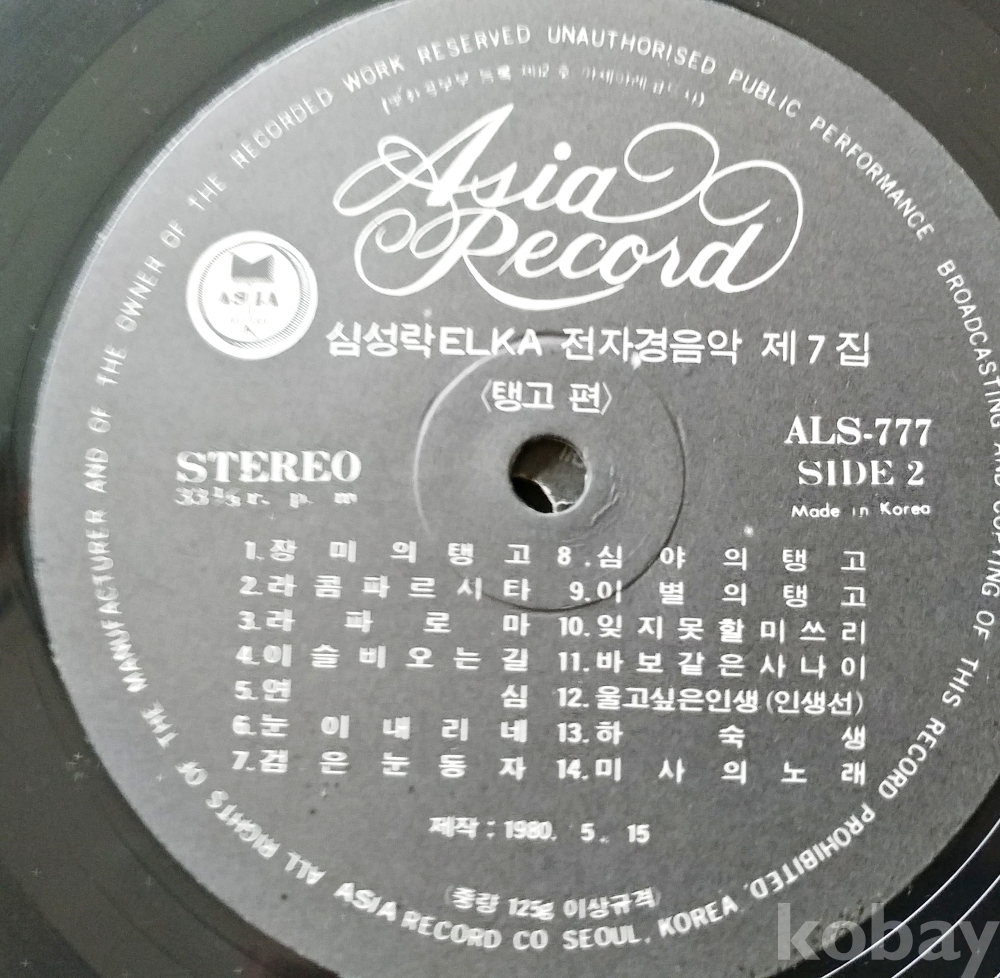 ALL RIGHTS OF THE MANUFACTURER AND OF THE OWNER OF THE RECORDED WORK RESERVED UNAUTHORISED PUBLIC PERFORMANCE BROADCASTING AND COPYING OF THIS RECORD PROHIBITED.
Asia
Record
ASIA
심성락 ELKA 전자경음악 제 7 집
〈탱고 편〉
STEREO
33⅓ r. p. m
ALS-777
SIDE 2
Made in Korea
1. 장미의탱고
2. 라콤파르시타
3. 라파로마
4. 이슬비오는길
5. 연심
6. 눈이내리네
7. 검은눈동자
8. 심야의탱고
9. 이별의탱고
10. 잊지못할미쓰리
11. 바보같은사나이
12. 울고싶은인생 (인생선)
13. 하숙생
14. 미사의노래
제작 : 1980. 5. 15
(중량 125g 이상규격)
ASIA RECORD CO SEOUL, KOREA
kobay